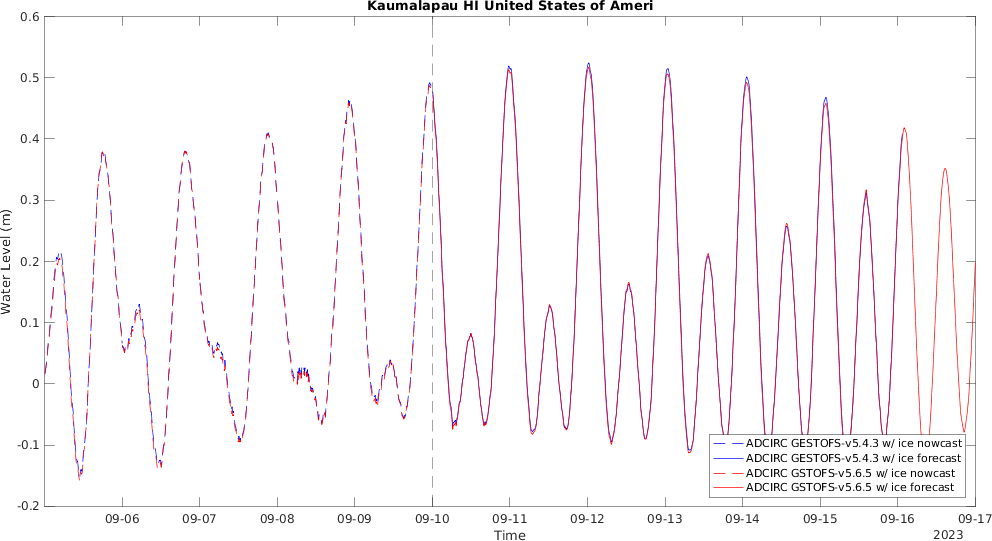 Kaumalapau HI United States of Ameri
0.6
0.5
0.4
0.3
0.2
0.1
0
-0.1
-0.2
Water Level (m)
ADCIRC GESTOFS-v5.4.3 w/ ice nowcast
ADCIRC GESTOFS-v5.4.3 w/ ice forecast
ADCIRC GSTOFS-v5.6.5 w/ ice nowcast
ADCIRC GSTOFS-v5.6.5 w/ ice forecast
09-06 09-07 09-08 09-09 09-10 09-11 09-12 09-13 09-14 09-15 09-16 09-17
Time
2023